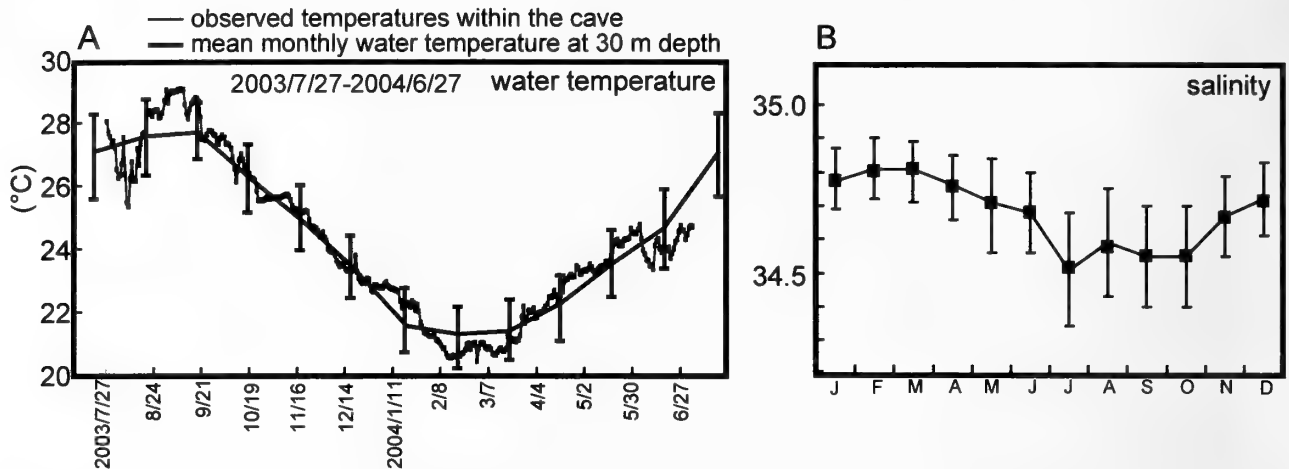 A
observed temperatures within the cave
mean monthly water temperature at 30 m depth
2003/7/27-2004/6/27 water temperature
(°C)
30
28
26
24
22
20
2003/7/27
8/24
9/21
10/19
11/16
12/14
2004/1/11
2/8
3/7
4/4
5/2
5/30
6/27
B
salinity
35.0
34.5
J F M A M J J A S O N D